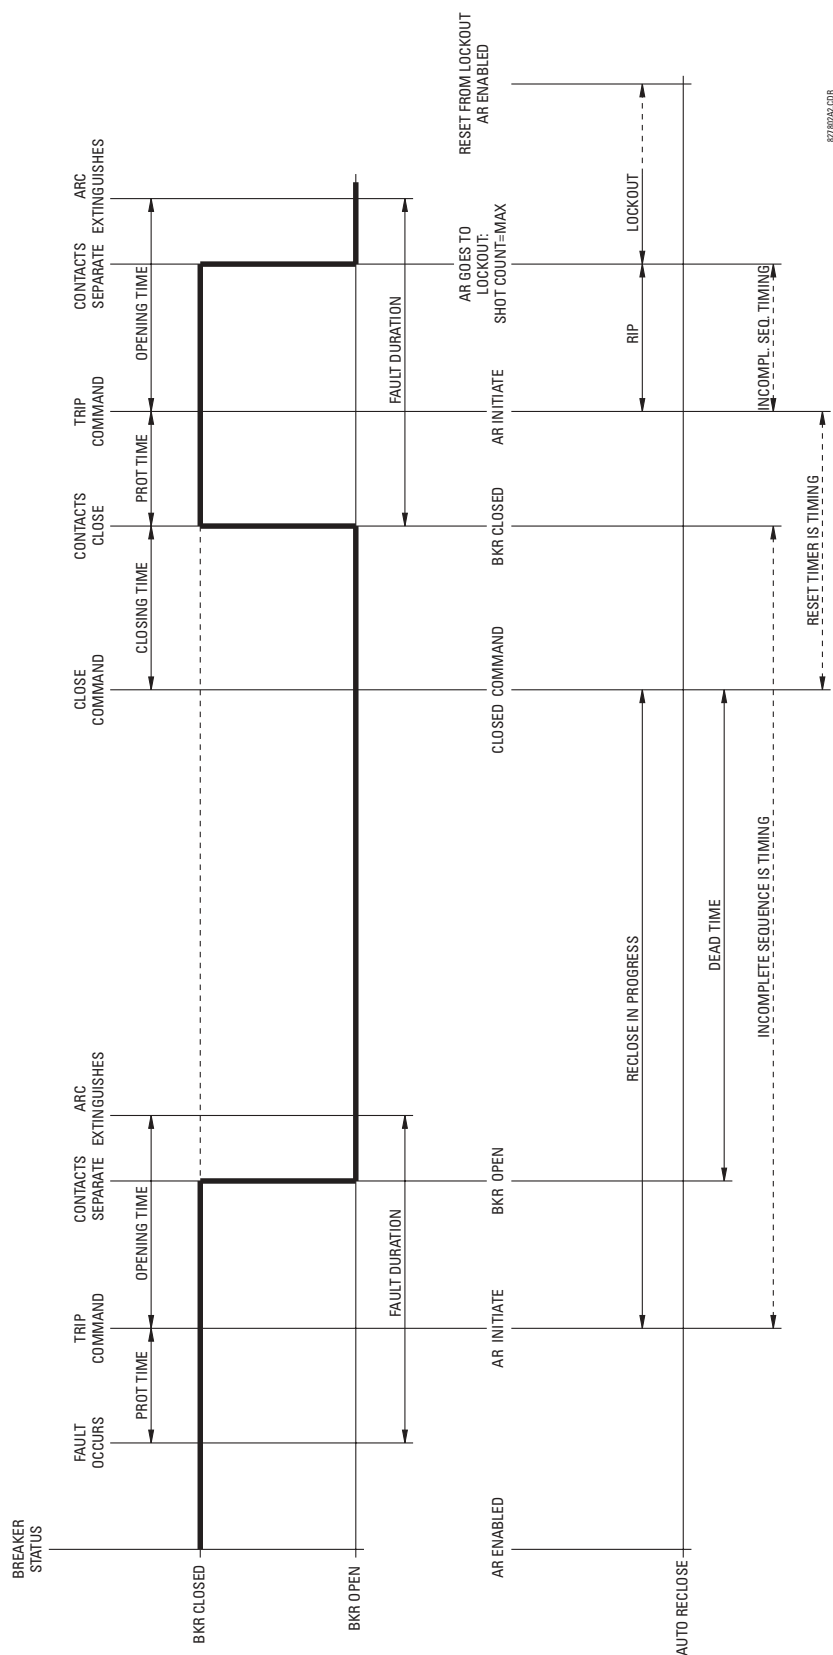 BREAKER
STATUS
BKR CLOSED
BKR OPEN
FAULT
OCCURS
TRIP
COMMAND
CONTACTS
SEPARATE
ARC
EXTINGUISHES
CLOSE
COMMAND
CONTACTS
CLOSE
TRIP
COMMAND
CONTACTS
SEPARATE
ARC
EXTINGUISHES
PROT TIME
OPENING TIME
CLOSING TIME
PROT TIME
OPENING TIME
FAULT DURATION
FAULT DURATION
AR ENABLED
AR INITIATE
BKR OPEN
CLOSED COMMAND
BKR CLOSED
AR INITIATE
AR GOES TO
LOCKOUT:
SHOT COUNT=MAX
RESET FROM LOCKOUT
AR ENABLED
RECLOSE IN PROGRESS
RIP
LOCKOUT
AUTO RECLOSE
DEAD TIME
INCOMPLETE SEQUENCE IS TIMING
INCOMPL. SEQ. TIMING
RESET TIMER IS TIMING
827802A2.CDR